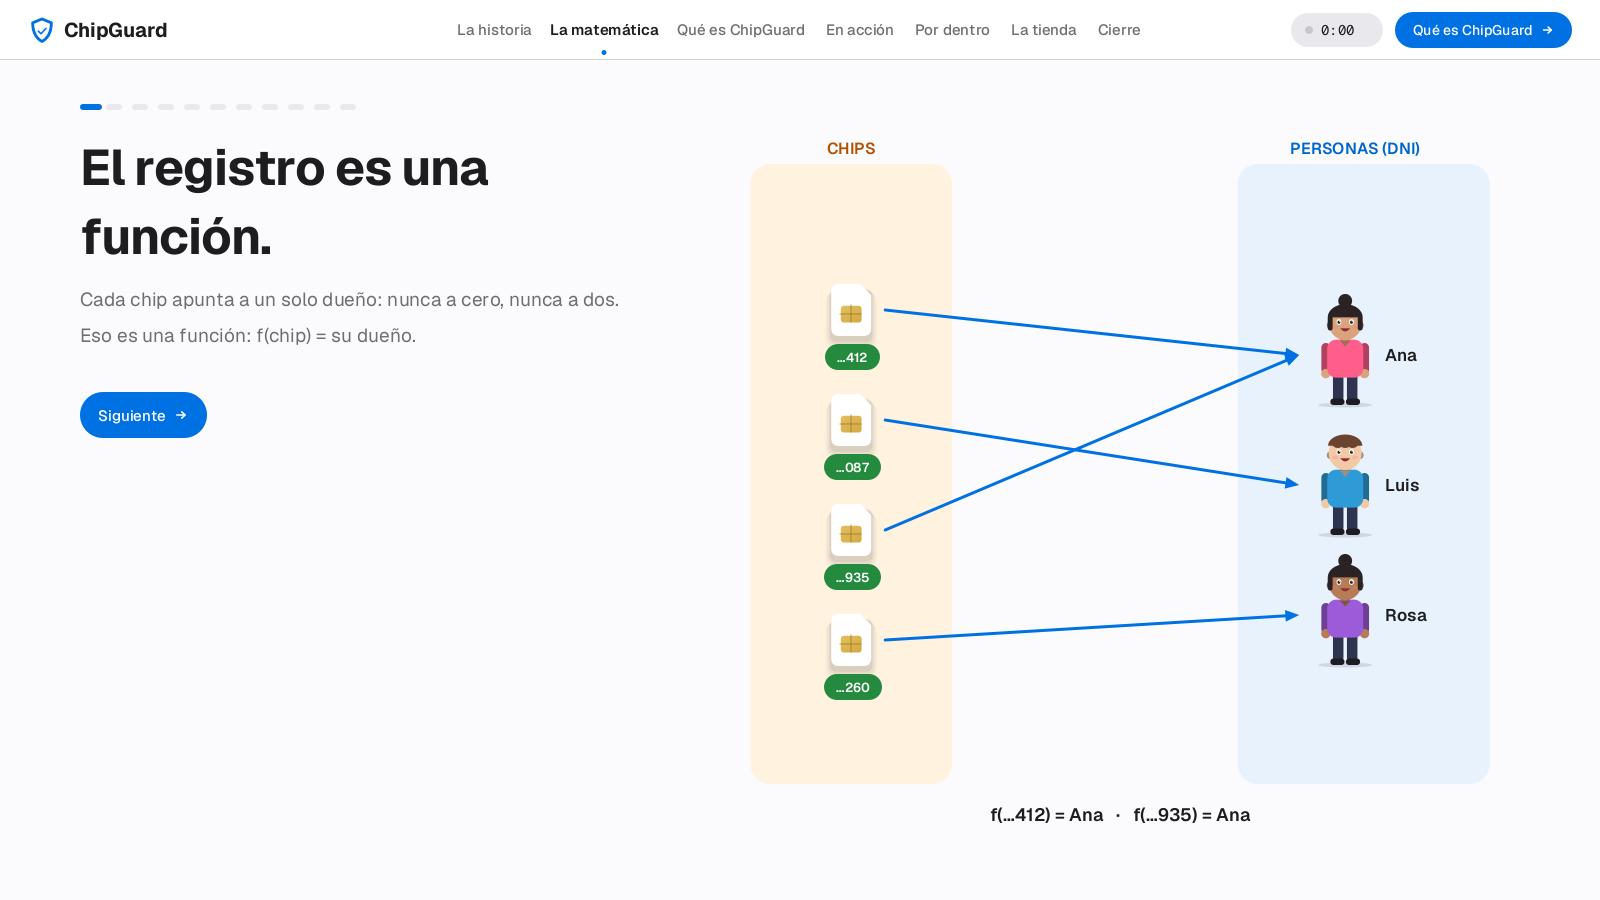 ChipGuard
La historia
La matemática
Qué es ChipGuard
En acción
Por dentro
La tienda
Cierre
0:00
Qué es ChipGuard
El registro es una
función.
Cada chip apunta a un solo dueño: nunca a cero, nunca a dos.
Eso es una función: f(chip) = su dueño.
Siguiente
CHIPS
PERSONAS (DNI)
...412
...087
...935
...260
Ana
Luis
Rosa
f(...412) = Ana · f(...935) = Ana